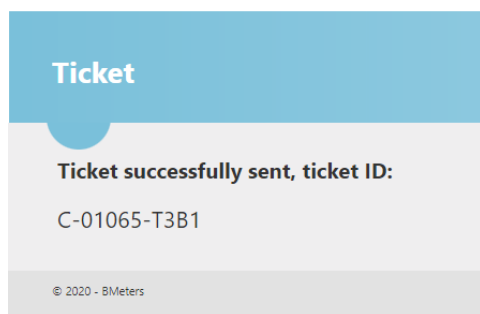 Ticket
Ticket successfully sent, ticket ID:
C-01065-T3B1
© 2020 - BMeters